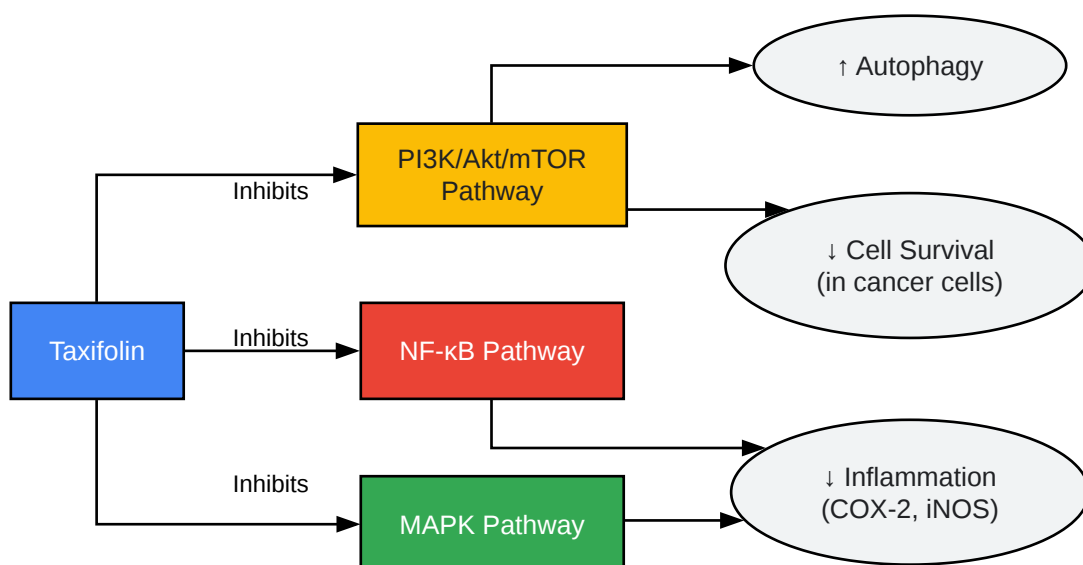 ↑ Autophagy
PI3K/Akt/mTOR
Pathway
Inhibits
↓ Cell Survival
(in cancer cells)
Taxifolin
Inhibits
NF-κB Pathway
Inhibits
↓ Inflammation
(COX-2, iNOS)
MAPK Pathway